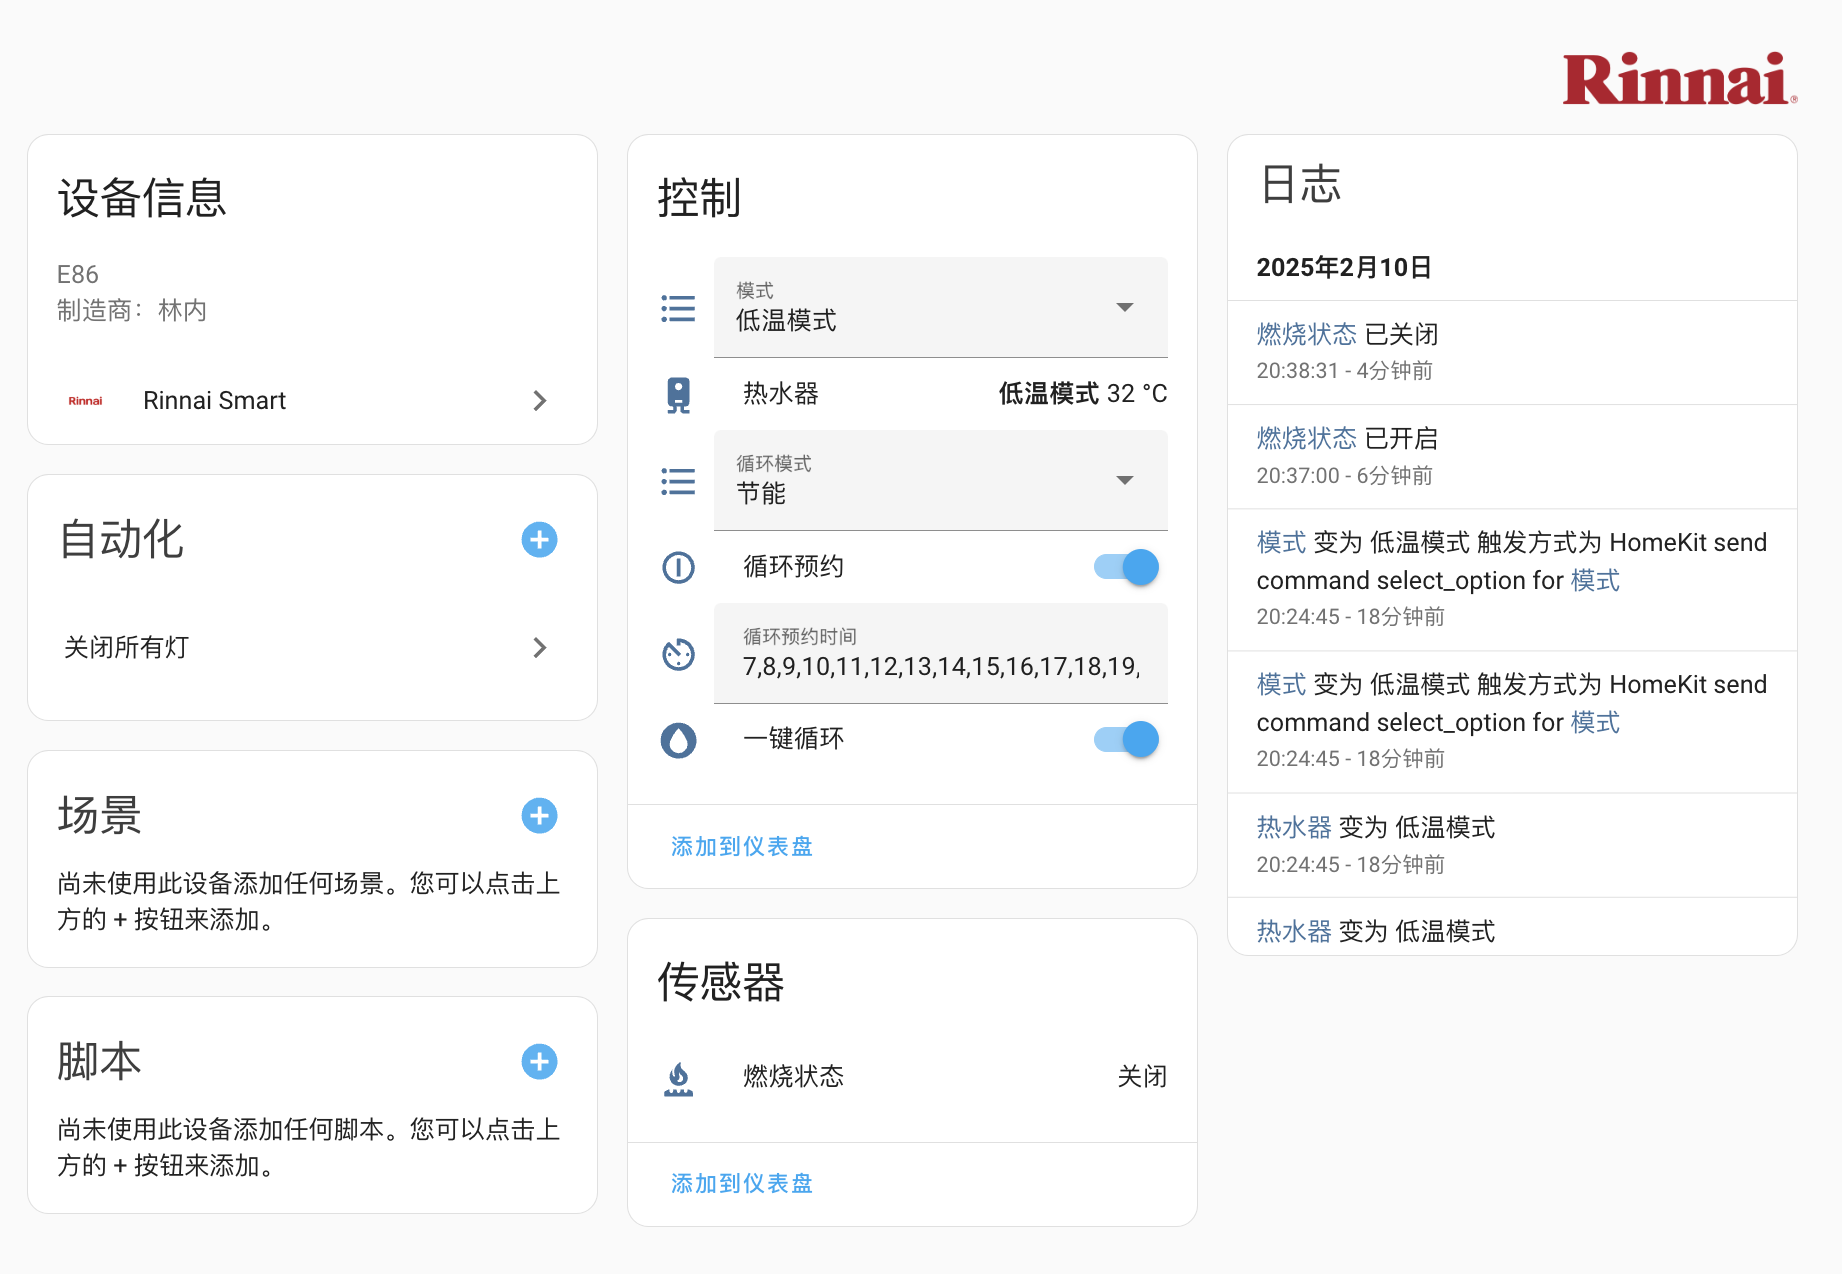 Rinnai®
设备信息
E86
制造商：林内
Rinnai
Rinnai Smart
自动化
关闭所有灯
场景
尚未使用此设备添加任何场景。您可以点击上
方的 + 按钮来添加。
脚本
尚未使用此设备添加任何脚本。您可以点击上
方的 + 按钮来添加。
控制
模式
低温模式
热水器 低温模式 32 °C
循环模式
节能
循环预约
循环预约时间
7,8,9,10,11,12,13,14,15,16,17,18,19,
一键循环
添加到仪表盘
传感器
燃烧状态 关闭
添加到仪表盘
日志
2025年2月10日
燃烧状态 已关闭
20:38:31 - 4分钟前
燃烧状态 已开启
20:37:00 - 6分钟前
模式 变为 低温模式 触发方式为 HomeKit send
command select_option for 模式
20:24:45 - 18分钟前
模式 变为 低温模式 触发方式为 HomeKit send
command select_option for 模式
20:24:45 - 18分钟前
热水器 变为 低温模式
20:24:45 - 18分钟前
热水器 变为 低温模式